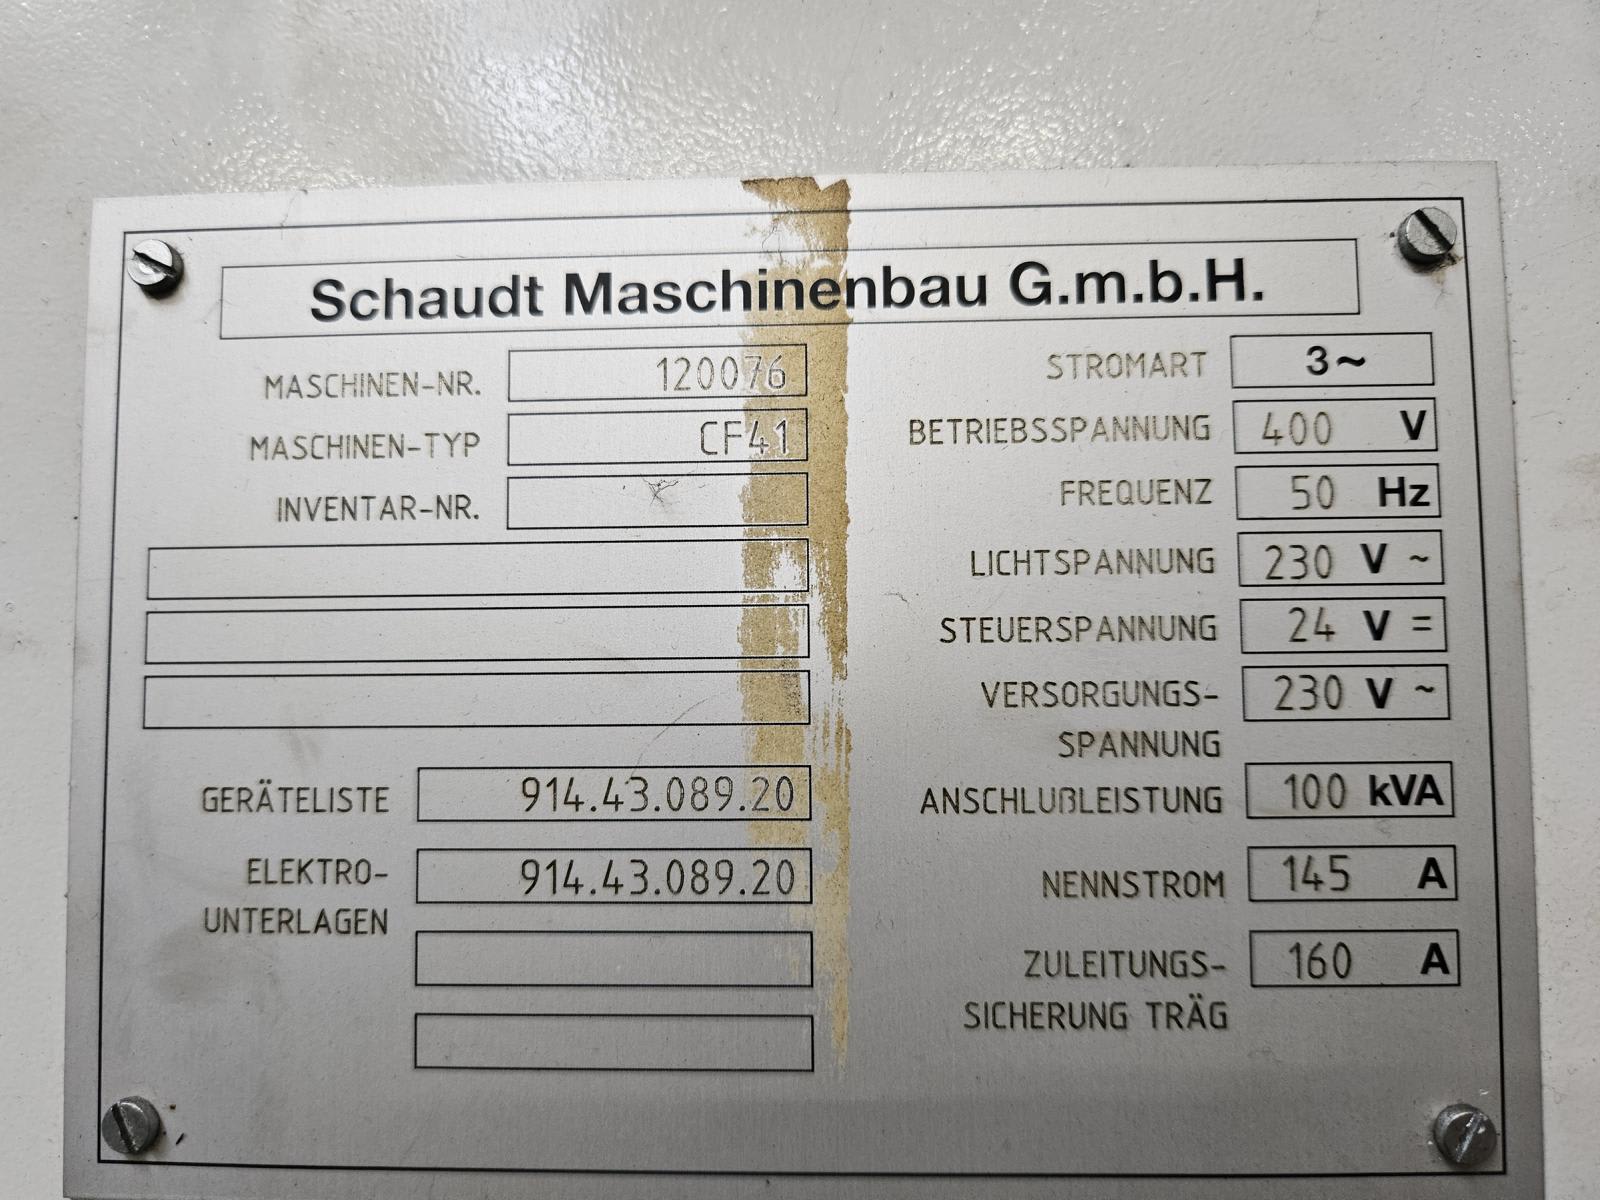 Schaudt Maschinenbau G.m.b.H.
MASCHINEN-NR. 120076
MASCHINEN-TYP CF41
INVENTAR-NR.
GERÄTELISTE 914.43.089.20
ELEKTRO- 914.43.089.20
UNTERLAGEN
STROMART 3~
BETRIEBSSPANNUNG 400 V
FREQUENZ 50 Hz
LICHTSPANNUNG 230 V ~
STEUERSPANNUNG 24 V =
VERSORGUNGS- 230 V ~
SPANNUNG
ANSCHLUßLEISTUNG 100 kVA
NENNSTROM 145 A
ZULEITUNGS- 160 A
SICHERUNG TRÄG